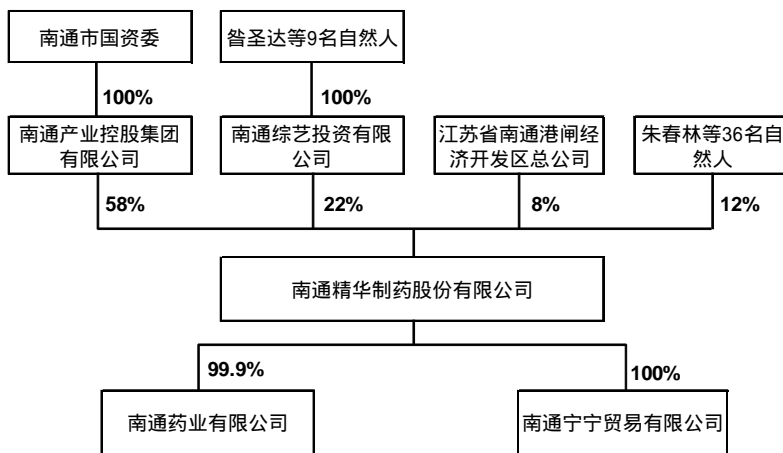 南通市国资委
昝圣达等9名自然人
100%
100%
南通产业控股集团
有限公司
南通综艺投资有限
公司
江苏省南通港闸经
济开发区总公司
朱春林等36名自
然人
58%
22%
8%
12%
南通精华制药股份有限公司
99.9%
100%
南通药业有限公司
南通宁宁贸易有限公司